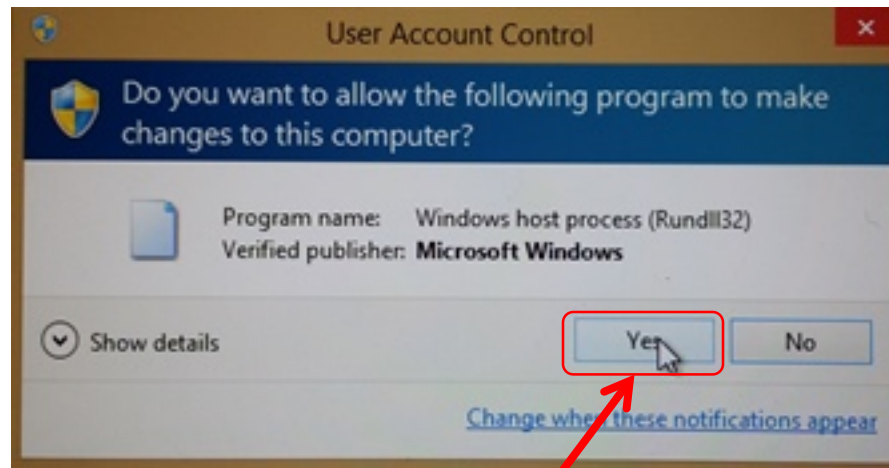 User Account Control
Do you want to allow the following program to make
changes to this computer?
Program name: Windows host process (Rundll32)
Verified publisher: Microsoft Windows
Show details
Yes
No
Change when these notifications appear